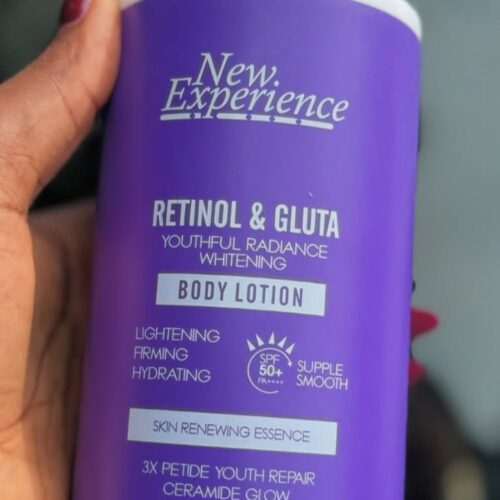 New
Experience
RETINOL & GLUTA
YOUTHFUL RADIANCE
WHITENING
BODY LOTION
LIGHTENING
FIRMING
HYDRATING
SPF
50+
PA++++
SUPPLE
SMOOTH
SKIN RENEWING ESSENCE
3X PETIDE YOUTH REPAIR
CERAMIDE GLOW